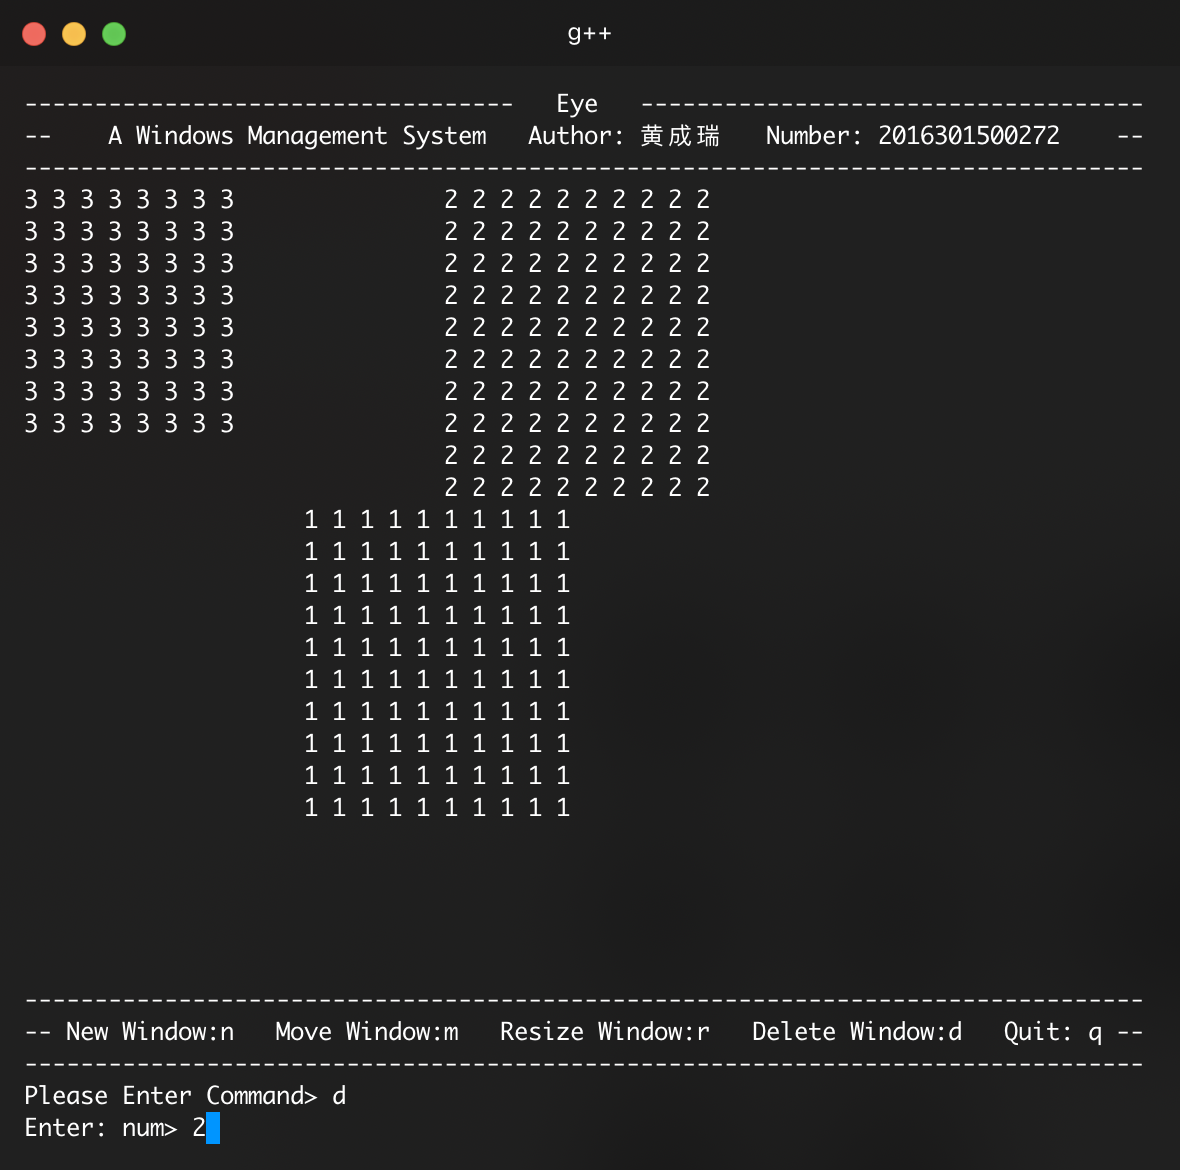 g++
-----------------------------------   Eye   ------------------------------------
--    A Windows Management System   Author: 黄成瑞   Number: 2016301500272    --
--------------------------------------------------------------------------------
3 3 3 3 3 3 3 3               2 2 2 2 2 2 2 2 2 2
3 3 3 3 3 3 3 3               2 2 2 2 2 2 2 2 2 2
3 3 3 3 3 3 3 3               2 2 2 2 2 2 2 2 2 2
3 3 3 3 3 3 3 3               2 2 2 2 2 2 2 2 2 2
3 3 3 3 3 3 3 3               2 2 2 2 2 2 2 2 2 2
3 3 3 3 3 3 3 3               2 2 2 2 2 2 2 2 2 2
3 3 3 3 3 3 3 3               2 2 2 2 2 2 2 2 2 2
3 3 3 3 3 3 3 3               2 2 2 2 2 2 2 2 2 2
                              2 2 2 2 2 2 2 2 2 2
                              2 2 2 2 2 2 2 2 2 2
                    1 1 1 1 1 1 1 1 1 1
                    1 1 1 1 1 1 1 1 1 1
                    1 1 1 1 1 1 1 1 1 1
                    1 1 1 1 1 1 1 1 1 1
                    1 1 1 1 1 1 1 1 1 1
                    1 1 1 1 1 1 1 1 1 1
                    1 1 1 1 1 1 1 1 1 1
                    1 1 1 1 1 1 1 1 1 1
                    1 1 1 1 1 1 1 1 1 1
                    1 1 1 1 1 1 1 1 1 1
--------------------------------------------------------------------------------
-- New Window:n   Move Window:m   Resize Window:r   Delete Window:d   Quit: q --
--------------------------------------------------------------------------------
Please Enter Command> d
Enter: num> 2